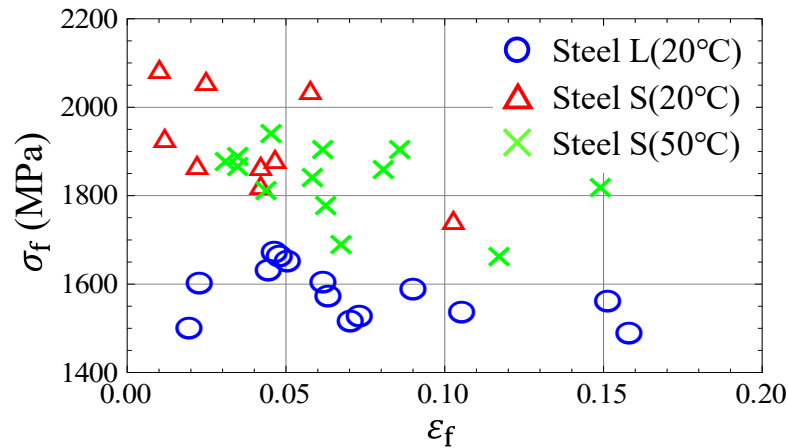 2200
2000
1800
1600
1400
σf (MPa)
Steel L(20℃)
Steel S(20℃)
Steel S(50℃)
0.00 0.05 0.10 0.15 0.20
εf